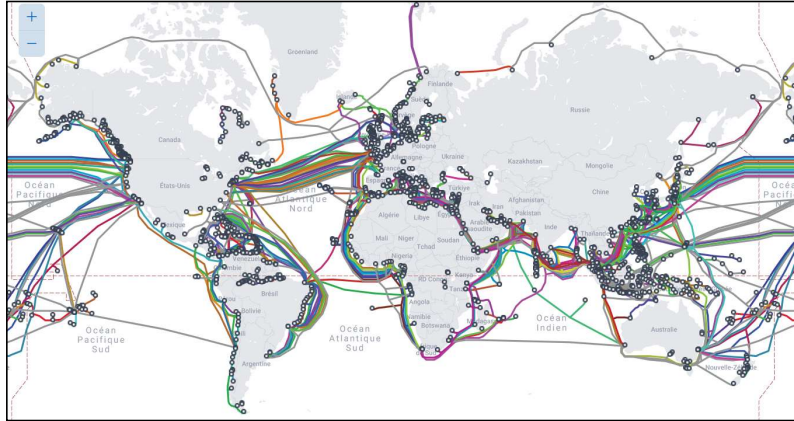 +
−
Groenland
Finlande
Russie
Canada
Pologne
Allemagne
Ukraine
Kazakhstan
Mongolie
Océan
Pacifique
États-Unis
Océan
Atlantique
Nord
Türkiye
Chine
Océan
Pacifique
Afghanistan
Irak
Iran
Pakistan
Algérie
Libye
Inde
Mali
Niger
Soudan
Thaïlande
Tchad
Nigeria
Éthiopie
Venezuela
RD Congo
Kenya
Brésil
Angola
Bolivie
Namibie
Botswana
Océan
Indien
Océan
Pacifique
Sud
Océan
Atlantique
Sud
Australie
Argentine
Nouvelle-Zélande